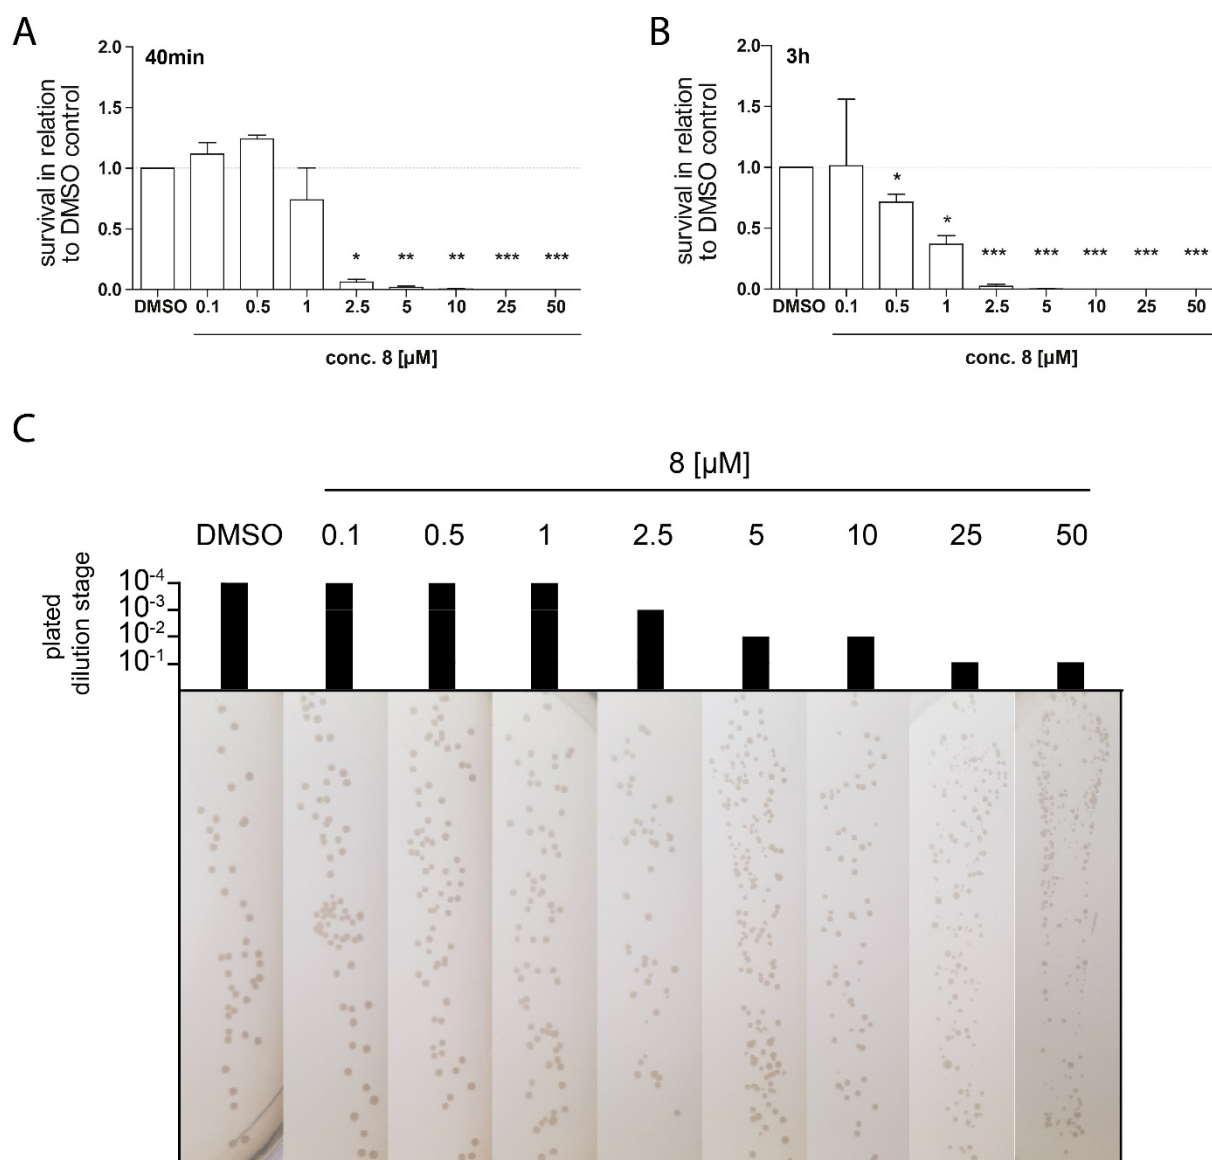 A
40min
survival in relation
to DMSO control
2.0
1.5
1.0
0.5
0.0
* ** ** *** ***
DMSO 0.1 0.5 1 2.5 5 10 25 50
conc. 8 [µM]
B
3h
survival in relation
to DMSO control
2.0
1.5
1.0
0.5
0.0
* * *** *** *** *** ***
DMSO 0.1 0.5 1 2.5 5 10 25 50
conc. 8 [µM]
C
8 [µM]
DMSO 0.1 0.5 1 2.5 5 10 25 50
plated
dilution stage
10-4
10-3
10-2
10-1